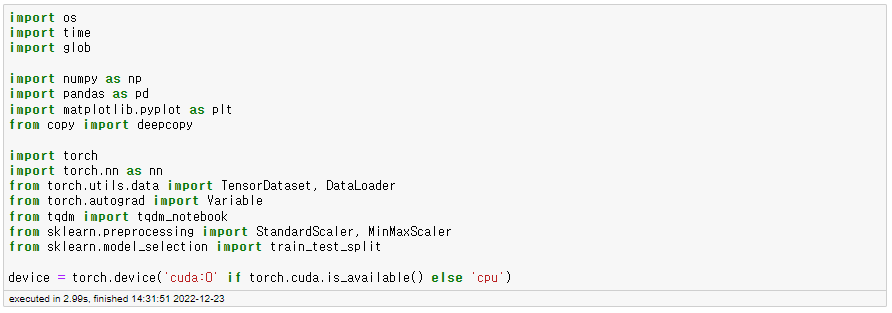 import os
import time
import glob
import numpy as np
import pandas as pd
import matplotlib.pyplot as plt
from copy import deepcopy
import torch
import torch.nn as nn
from torch.utils.data import TensorDataset, DataLoader
from torch.autograd import Variable
from tqdm import tqdm_notebook
from sklearn.preprocessing import StandardScaler, MinMaxScaler
from sklearn.model_selection import train_test_split
device = torch.device('cuda:0' if torch.cuda.is_available() else 'cpu')
executed in 2.99s, finished 14:31:51 2022-12-23